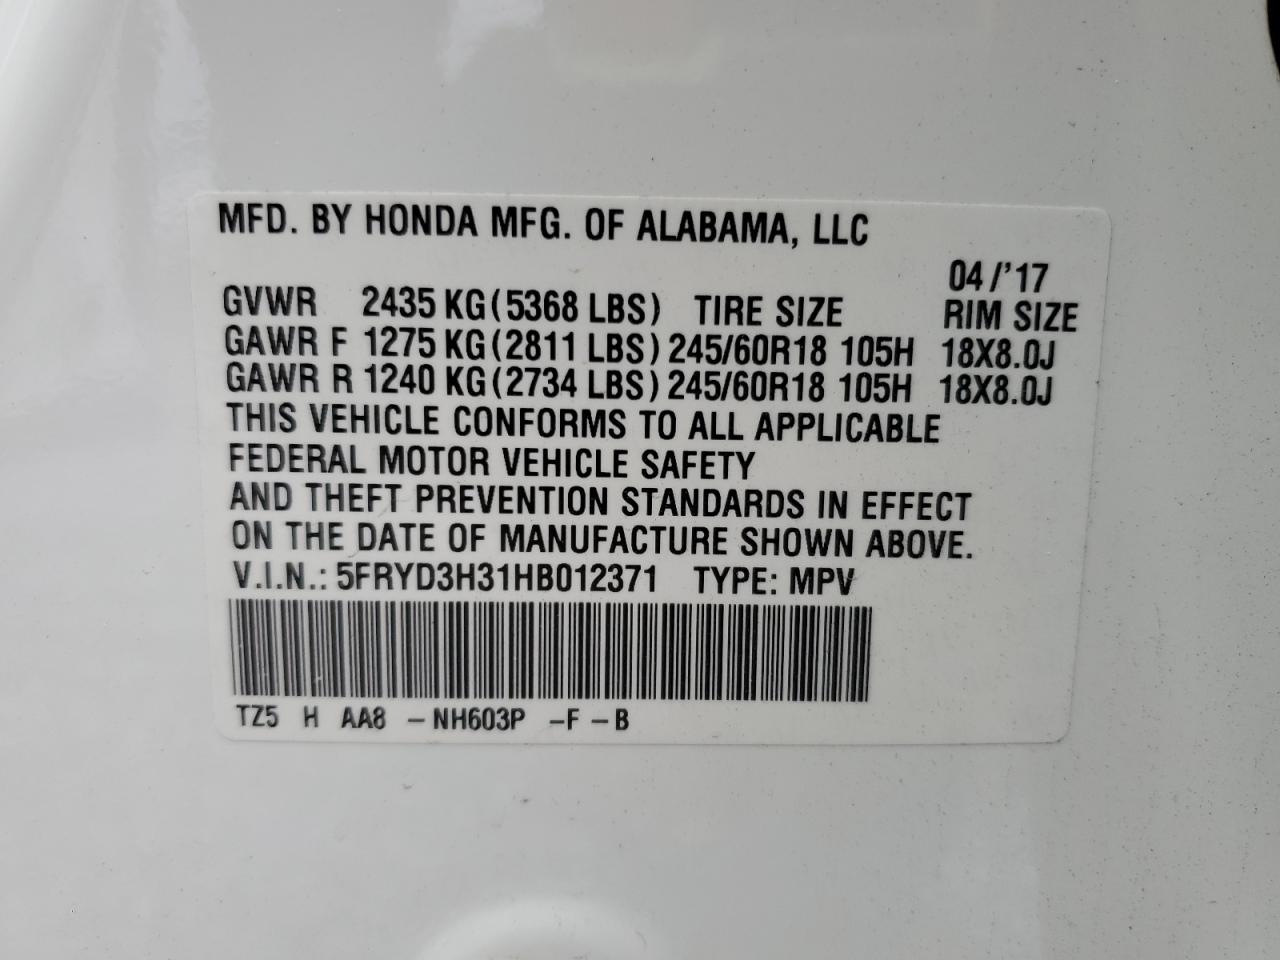 MFD. BY HONDA MFG. OF ALABAMA, LLC
04/'17
GVWR 2435 KG(5368 LBS) TIRE SIZE RIM SIZE
GAWR F 1275 KG(2811 LBS) 245/60R18 105H 18X8.0J
GAWR R 1240 KG(2734 LBS) 245/60R18 105H 18X8.0J
THIS VEHICLE CONFORMS TO ALL APPLICABLE
FEDERAL MOTOR VEHICLE SAFETY
AND THEFT PREVENTION STANDARDS IN EFFECT
ON THE DATE OF MANUFACTURE SHOWN ABOVE.
V.I.N.: 5FRYD3H31HB012371 TYPE: MPV
TZ5 H AA8 -NH603P -F-B